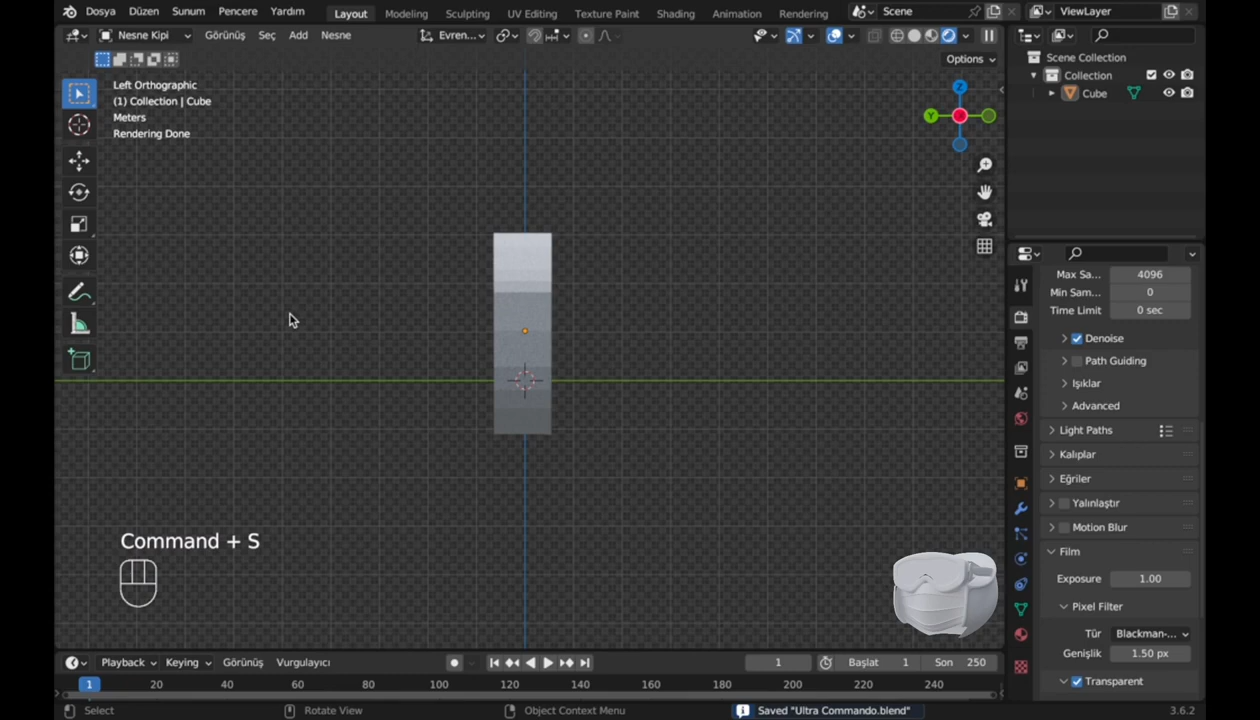 Dosya Düzen Sunum Pencere Yardım Layout Modeling Sculpting UV Editing Texture Paint Shading Animation Rendering Scene ViewLayer
Nesne Kipi Görünüş Seç Add Nesne Evren...
Options
Left Orthographic
(1) Collection | Cube
Meters
Rendering Done
Z
Y
Scene Collection
Collection
Cube
Max Sa... 4096
Min Sam... 0
Time Limit 0 sec
Denoise
Path Guiding
Işıklar
Advanced
Light Paths
Kalıplar
Eğriler
Yalınlaştır
Motion Blur
Film
Exposure 1.00
Pixel Filter
Tür Blackman-...
Genişlik 1.50 px
Transparent
Command + S
Playback Keying Görünüş Vurgulayıcı 1 Başlat 1 Son 250
1 20 40 60 80 100 120 140 160 180 200 220 240
Select Rotate View Object Context Menu Saved "Ultra Commando.blend" 3.6.2